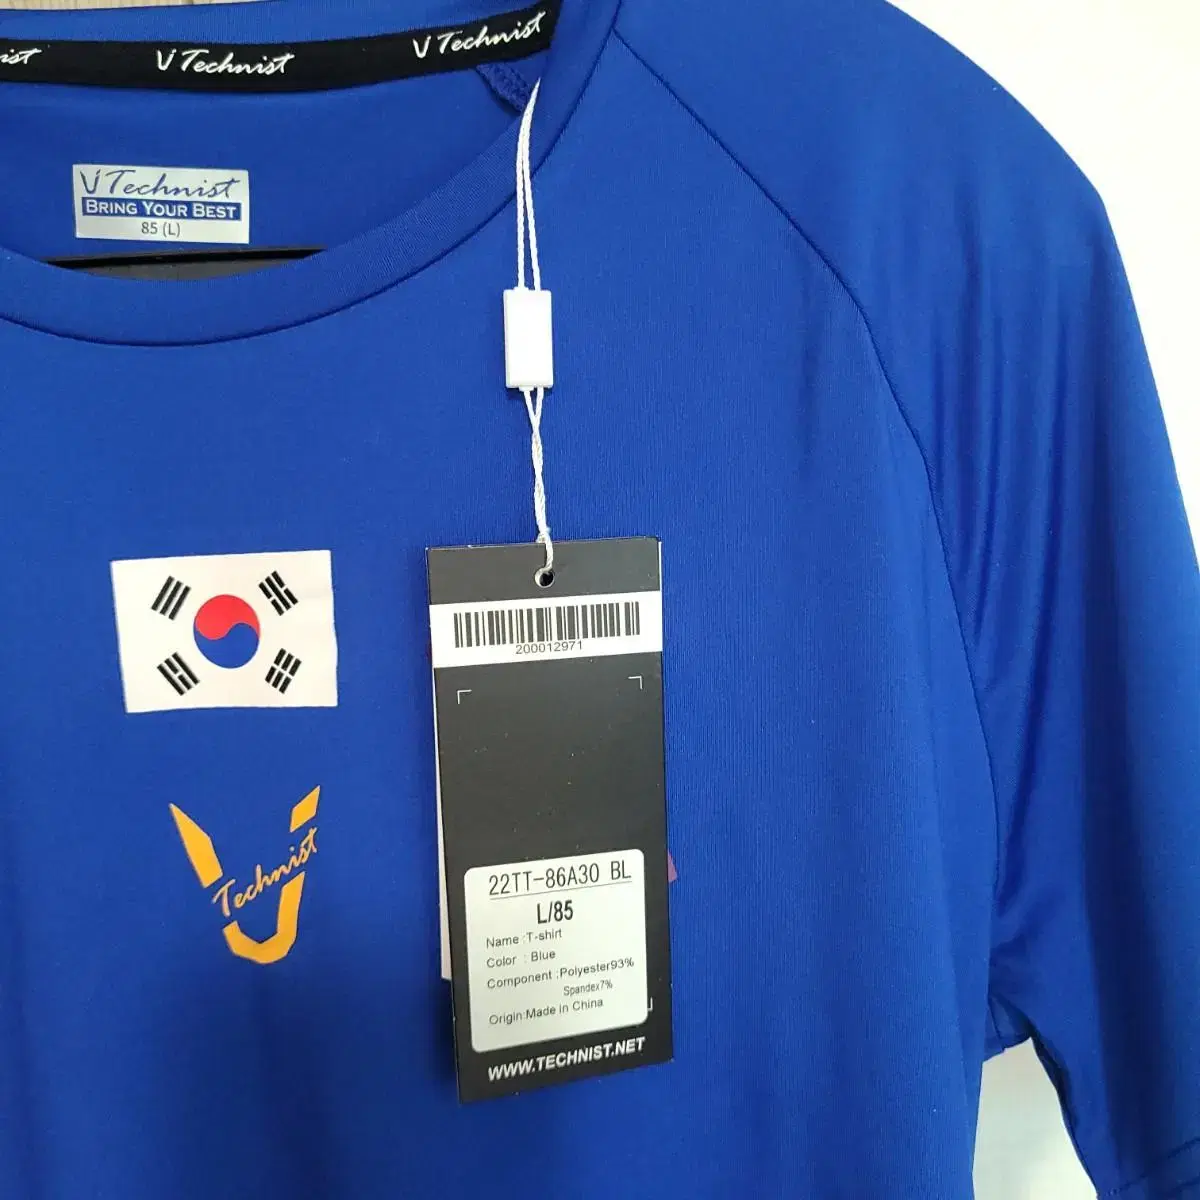 ist
V Technist
V Technist
V Technist
BRING YOUR BEST
85 (L)
200012971
Technist
22TT-86A30 BL
L/85
Name : T-shirt
Color : Blue
Component : Polyester93%
Spandex7%
Origin:Made in China
WWW.TECHNIST.NET